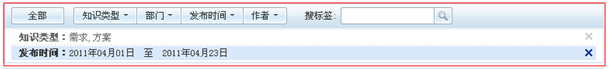 全部 知识类型 部门 发布时间 作者 搜标签:
知识类型：需求,方案
发布时间：2011年04月01日 至 2011年04月23日